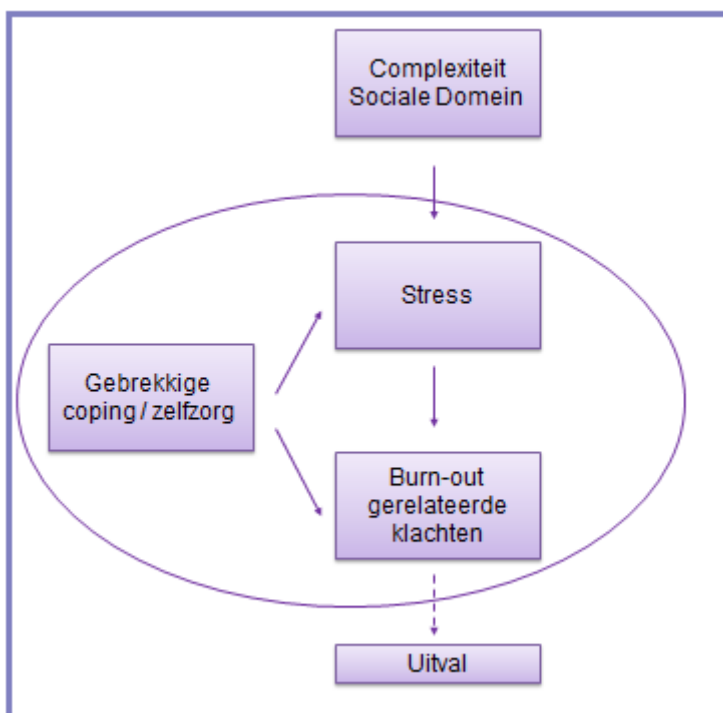 Complexiteit
Sociale Domein
Stress
Gebrekkige
coping / zelfzorg
Burn-out
gerelateerde
klachten
Uitval